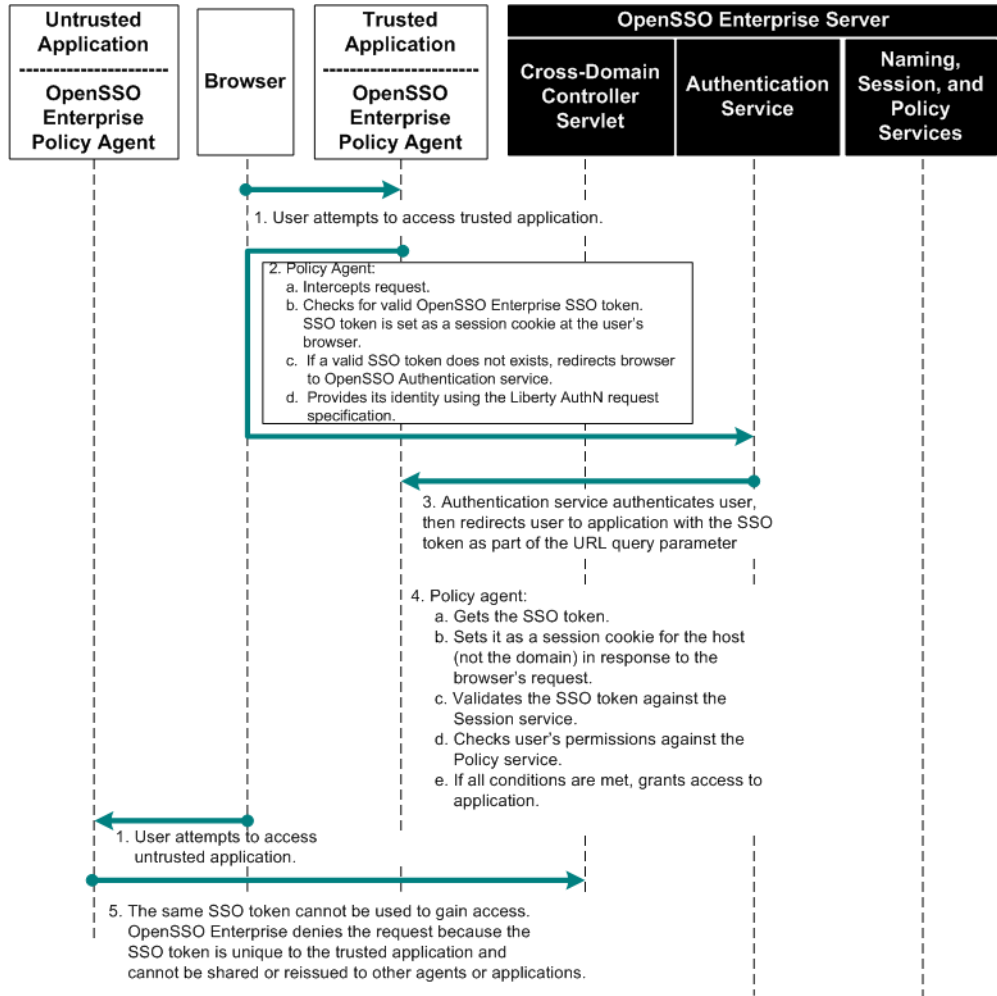 Untrusted
Application
------------------------
OpenSSO
Enterprise
Policy Agent
Browser
Trusted
Application
------------------------
OpenSSO
Enterprise
Policy Agent
OpenSSO Enterprise Server
Cross-Domain
Controller
Servlet
Authentication
Service
Naming,
Session, and
Policy
Services
1. User attempts to access trusted application.
2. Policy Agent:
a. Intercepts request.
b. Checks for valid OpenSSO Enterprise SSO token.
SSO token is set as a session cookie at the user's
browser.
c. If a valid SSO token does not exists, redirects browser
to OpenSSO Authentication service.
d. Provides its identity using the Liberty AuthN request
specification.
3. Authentication service authenticates user,
then redirects user to application with the SSO
token as part of the URL query parameter
4. Policy agent:
a. Gets the SSO token.
b. Sets it as a session cookie for the host
(not the domain) in response to the
browser's request.
c. Validates the SSO token against the
Session service.
d. Checks user's permissions against the
Policy service.
e. If all conditions are met, grants access to
application.
1. User attempts to access
untrusted application.
5. The same SSO token cannot be used to gain access.
OpenSSO Enterprise denies the request because the
SSO token is unique to the trusted application and
cannot be shared or reissued to other agents or applications.